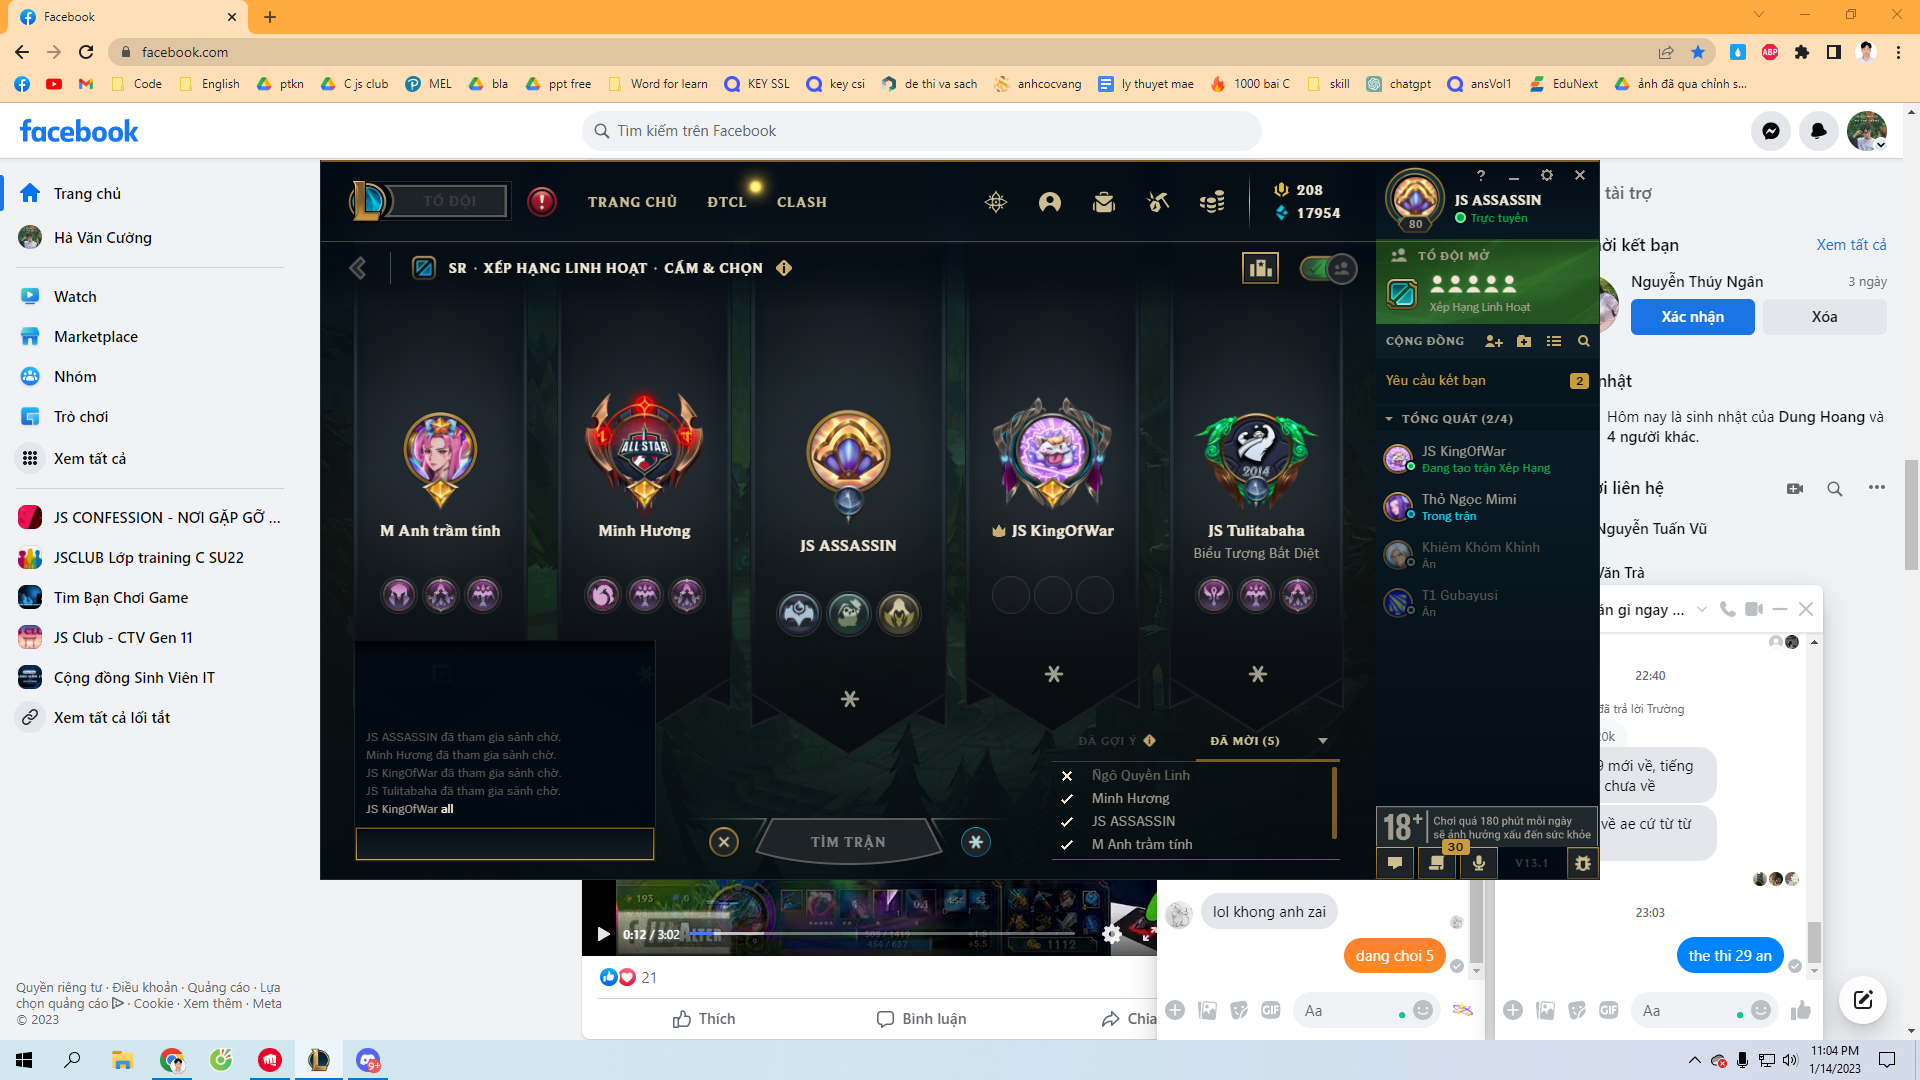 Facebook
facebook.com
Code
English
ptkn
C js club
MEL
bla
ppt free
Word for learn
KEY SSL
key csi
de thi va sach
anhcocvang
ly thuyet mae
1000 bai C
skill
chatgpt
ansVol1
EduNext
ảnh đã qua chỉnh s...
facebook
Tìm kiếm trên Facebook
Trang chủ
Hà Văn Cường
Watch
Marketplace
Nhóm
Trò chơi
Xem tất cả
JS CONFESSION - NƠI GẶP GỠ ...
JSCLUB Lớp training C SU22
Tìm Bạn Chơi Game
JS Club - CTV Gen 11
Cộng đồng Sinh Viên IT
Xem tất cả lối tắt
Quyền riêng tư · Điều khoản · Quảng cáo · Lựa
chọn quảng cáo · Cookie · Xem thêm · Meta
© 2023
TỔ ĐỘI
TRANG CHỦ
ĐTCL
CLASH
208
17954
80
JS ASSASSIN
Trực tuyến
SR · XẾP HẠNG LINH HOẠT · CẤM & CHỌN
ALL-STAR
2014
M Anh trầm tính
Minh Hương
JS ASSASSIN
JS KingOfWar
JS Tulitabaha
Biểu Tượng Bất Diệt
JS ASSASSIN đã tham gia sảnh chờ.
Minh Hương đã tham gia sảnh chờ.
JS KingOfWar đã tham gia sảnh chờ.
JS Tulitabaha đã tham gia sảnh chờ.
JS KingOfWar all
TÌM TRẬN
ĐÃ GỢI Ý
ĐÃ MỜI (5)
Ngô Quyền Linh
Minh Hương
JS ASSASSIN
M Anh trầm tính
TỔ ĐỘI MỞ
Xếp Hạng Linh Hoạt
CỘNG ĐỒNG
Yêu cầu kết bạn
2
TỔNG QUÁT (2/4)
JS KingOfWar
Đang tạo trận Xếp Hạng
Thỏ Ngọc Mimi
Trong trận
Khiêm Khóm Khỉnh
Ẩn
T1 Gubayusi
Ẩn
18+
Chơi quá 180 phút mỗi ngày
sẽ ảnh hưởng xấu đến sức khỏe
30
V13.1
tài trợ
ời kết bạn
Xem tất cả
Nguyễn Thúy Ngân
3 ngày
Xác nhận
Xóa
nhật
Hôm nay là sinh nhật của Dung Hoang và
4 người khác.
ời liên hệ
Nguyễn Tuấn Vũ
Văn Trà
ăn gì ngay ...
22:40
đã trả lời Trường
20k
9 mới về, tiếng
chưa về
về ae cứ từ từ
23:03
the thi 29 an
Aa
lol khong anh zai
dang choi 5
Aa
193
1112
0:12 / 3:02
21
Thích
Bình luận
Chia
9+
11:04 PM
1/14/2023